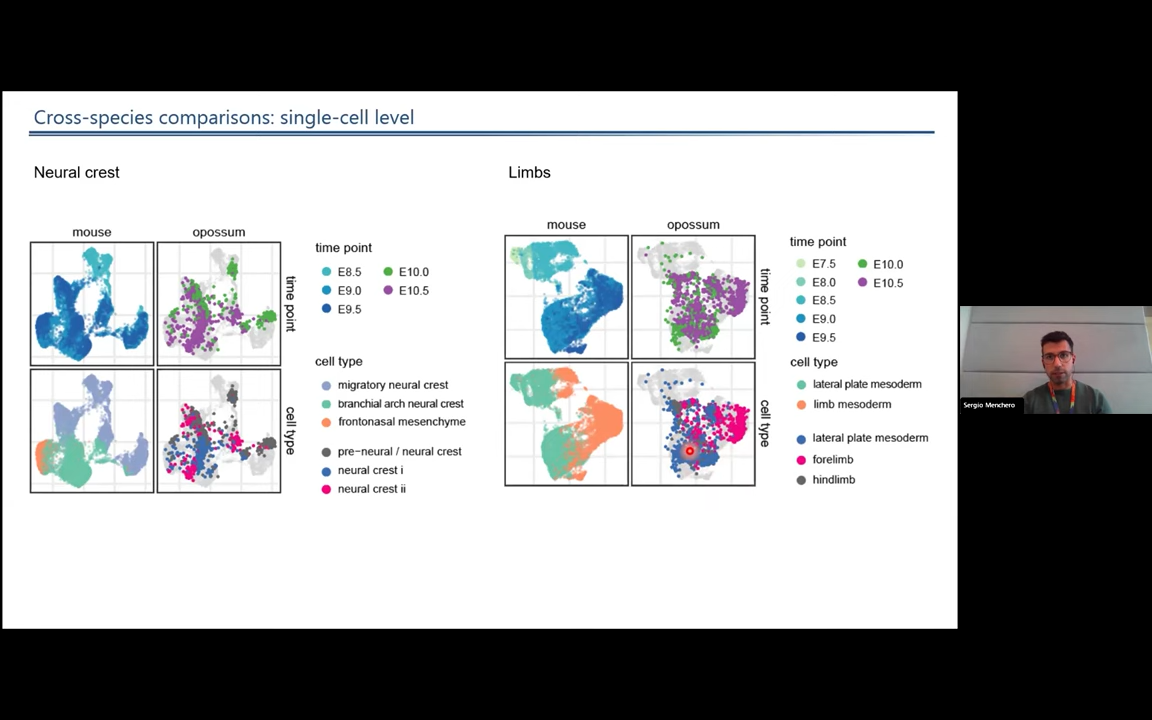 Cross-species comparisons: single-cell level
Neural crest
mouse
opossum
time point
cell type
time point
E8.5
E10.0
E9.0
E10.5
E9.5
cell type
migratory neural crest
branchial arch neural crest
frontonasal mesenchyme
pre-neural / neural crest
neural crest i
neural crest ii
Limbs
mouse
opossum
time point
cell type
time point
E7.5
E10.0
E8.0
E10.5
E8.5
E9.0
E9.5
cell type
lateral plate mesoderm
limb mesoderm
lateral plate mesoderm
forelimb
hindlimb
Sergio Menchero